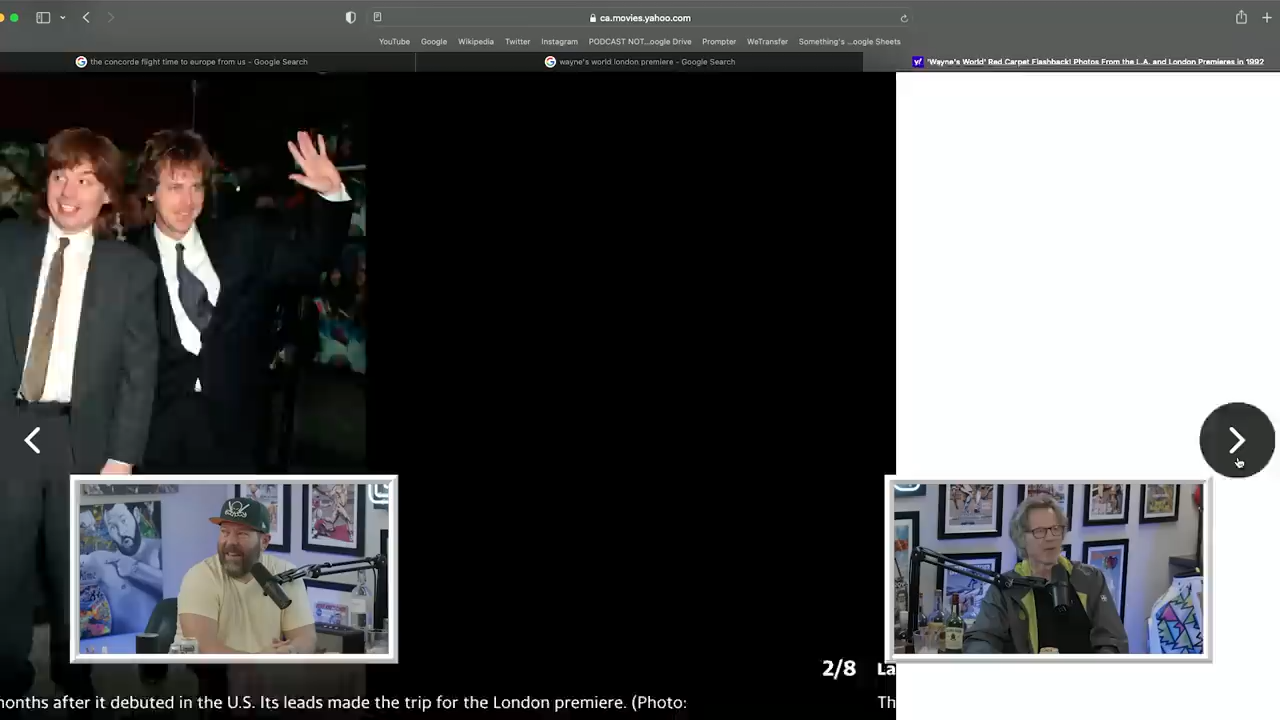 ca.movies.yahoo.com
YouTube Google Wikipedia Twitter Instagram PODCAST NOT...oogle Drive Prompter WeTransfer Something's ...oogle Sheets
the concorde flight time to europe from us - Google Search
wayne's world london premiere - Google Search
y! 'Wayne's World' Red Carpet Flashback! Photos From the L.A. and London Premieres in 1992
2/8 La
months after it debuted in the U.S. Its leads made the trip for the London premiere. (Photo:
Th